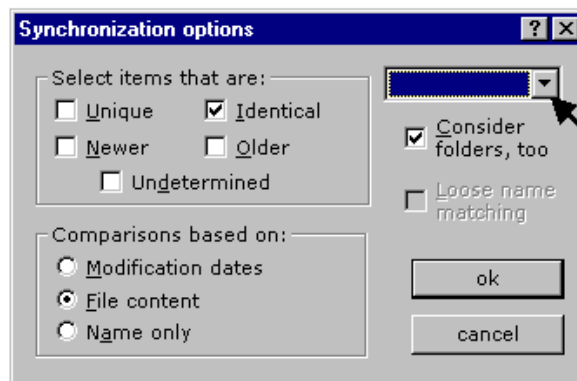 Synchronization options
Select items that are:
Unique
Identical
Newer
Older
Undetermined
Consider
folders, too
Loose name
matching
Comparisons based on:
Modification dates
File content
Name only
ok
cancel